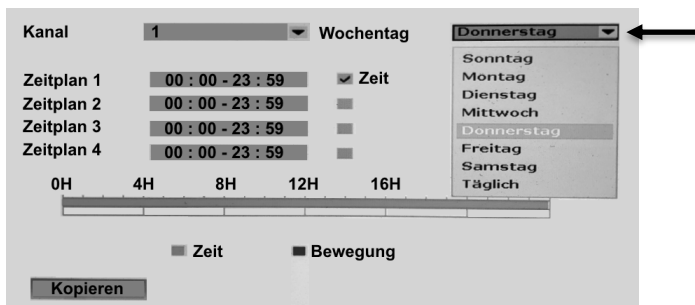 Kanal 1 Wochentag Donnerstag
Sonntag
Montag
Zeitplan 1 00 : 00 - 23 : 59 Zeit
Dienstag
Zeitplan 2 00 : 00 - 23 : 59
Mittwoch
Zeitplan 3 00 : 00 - 23 : 59
Donnerstag
Zeitplan 4 00 : 00 - 23 : 59
Freitag
Samstag
Täglich
0H 4H 8H 12H 16H
Zeit Bewegung
Kopieren